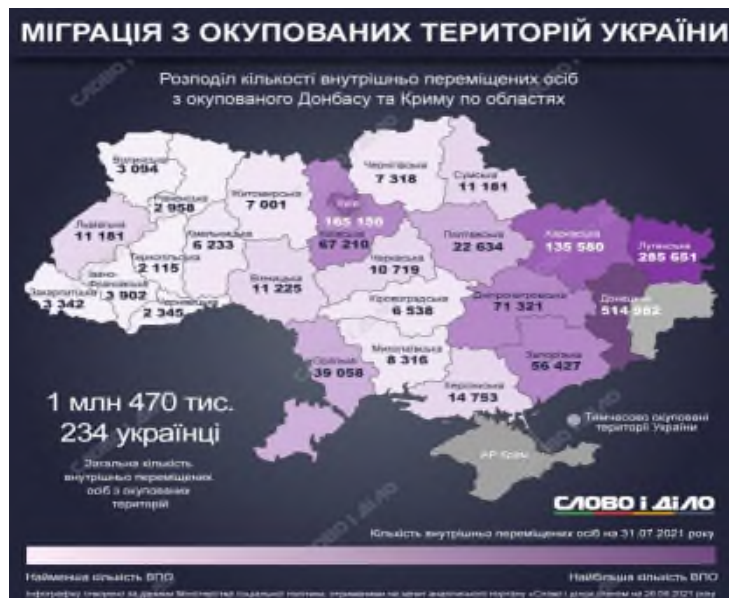 МІГРАЦІЯ З ОКУПОВАНИХ ТЕРИТОРІЙ УКРАЇНИ
Розподіл кількості внутрішньо переміщених осіб
з окупованого Донбасу та Криму по областях
Волинська
3 094
Рівненська
2 958
Житомирська
7 001
Київ
165 150
Київська
67 210
Чернігівська
7 318
Сумська
11 181
Львівська
11 181
Тернопільська
2 115
Хмельницька
6 233
Вінницька
11 225
Черкаська
10 719
Полтавська
22 634
Харківська
135 580
Луганська
285 651
Закарпатська
3 342
Івано-
Франківська
3 902
Чернівецька
2 345
Кіровоградська
6 538
Дніпропетровська
71 321
Донецька
514 982
Одеська
39 058
Миколаївська
8 316
Запорізька
56 427
Херсонська
14 753
АР Крим
1 млн 470 тис.
234 українці
Загальна кількість
внутрішньо переміщених
осіб з окупованих
територій
Тимчасово окуповані
території України
СЛОВО і ДІЛО
Кількість внутрішньо переміщених осіб на 31.07 2021 року
Найменша кількість ВПО
Найбільша кількість ВПО